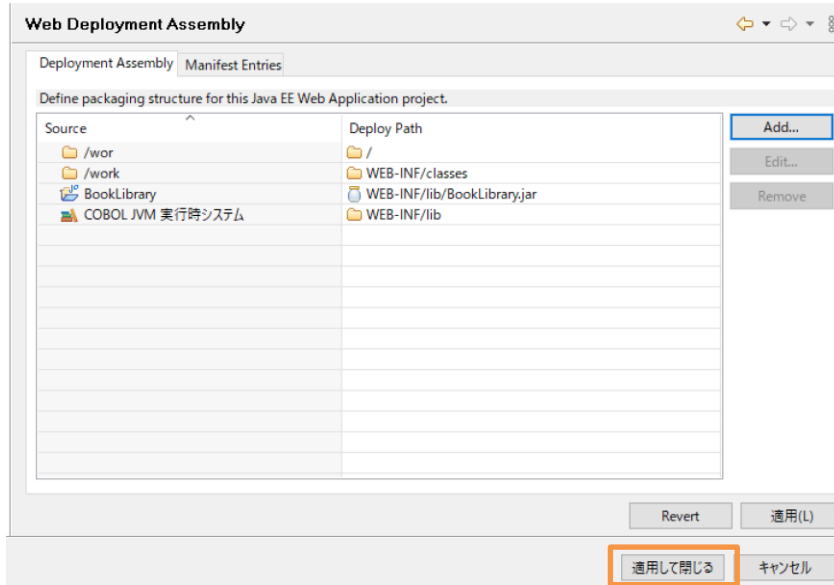 Web Deployment Assembly
Deployment Assembly Manifest Entries
Define packaging structure for this Java EE Web Application project.
Source Deploy Path
/wor /
/work WEB-INF/classes
BookLibrary WEB-INF/lib/BookLibrary.jar
COBOL JVM 実行時システム WEB-INF/lib
Add...
Edit...
Remove
Revert 適用(L)
適用して閉じる キャンセル